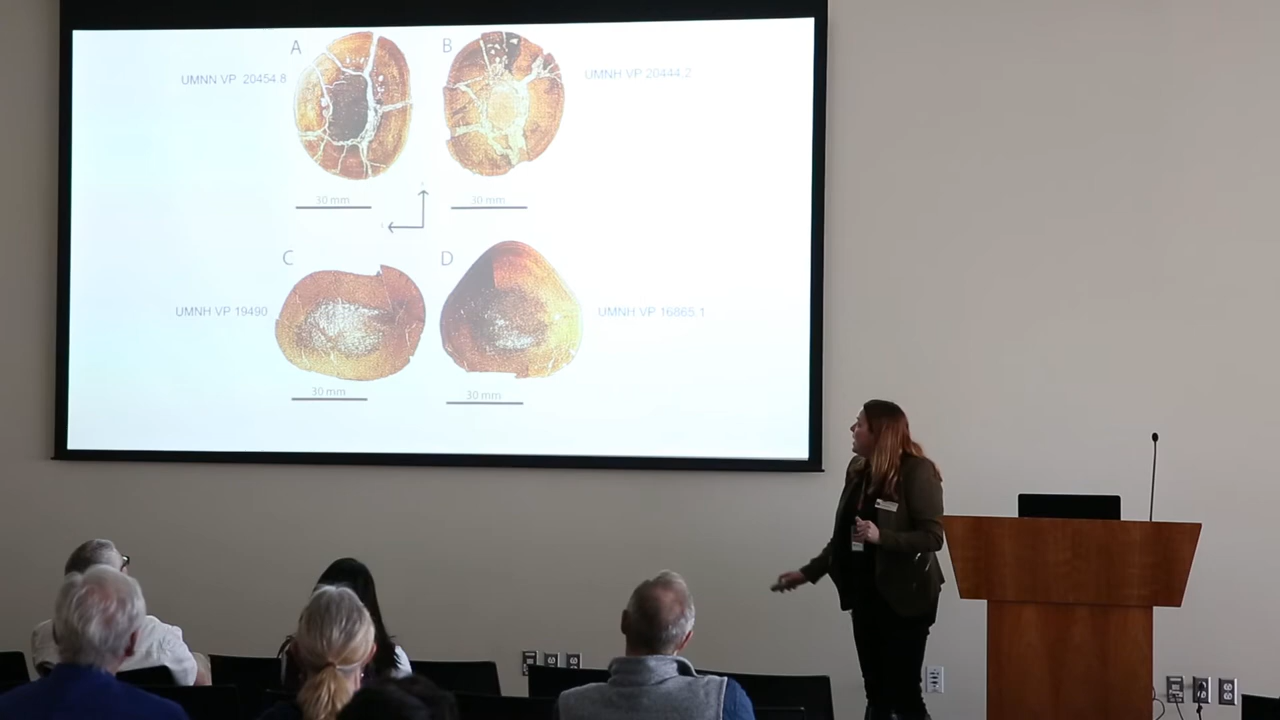 A
B
UMNN VP 20454.8
UMNH VP 20444.2
30 mm
30 mm
C
D
UMNH VP 19490
UMNH VP 16865.1
30 mm
30 mm